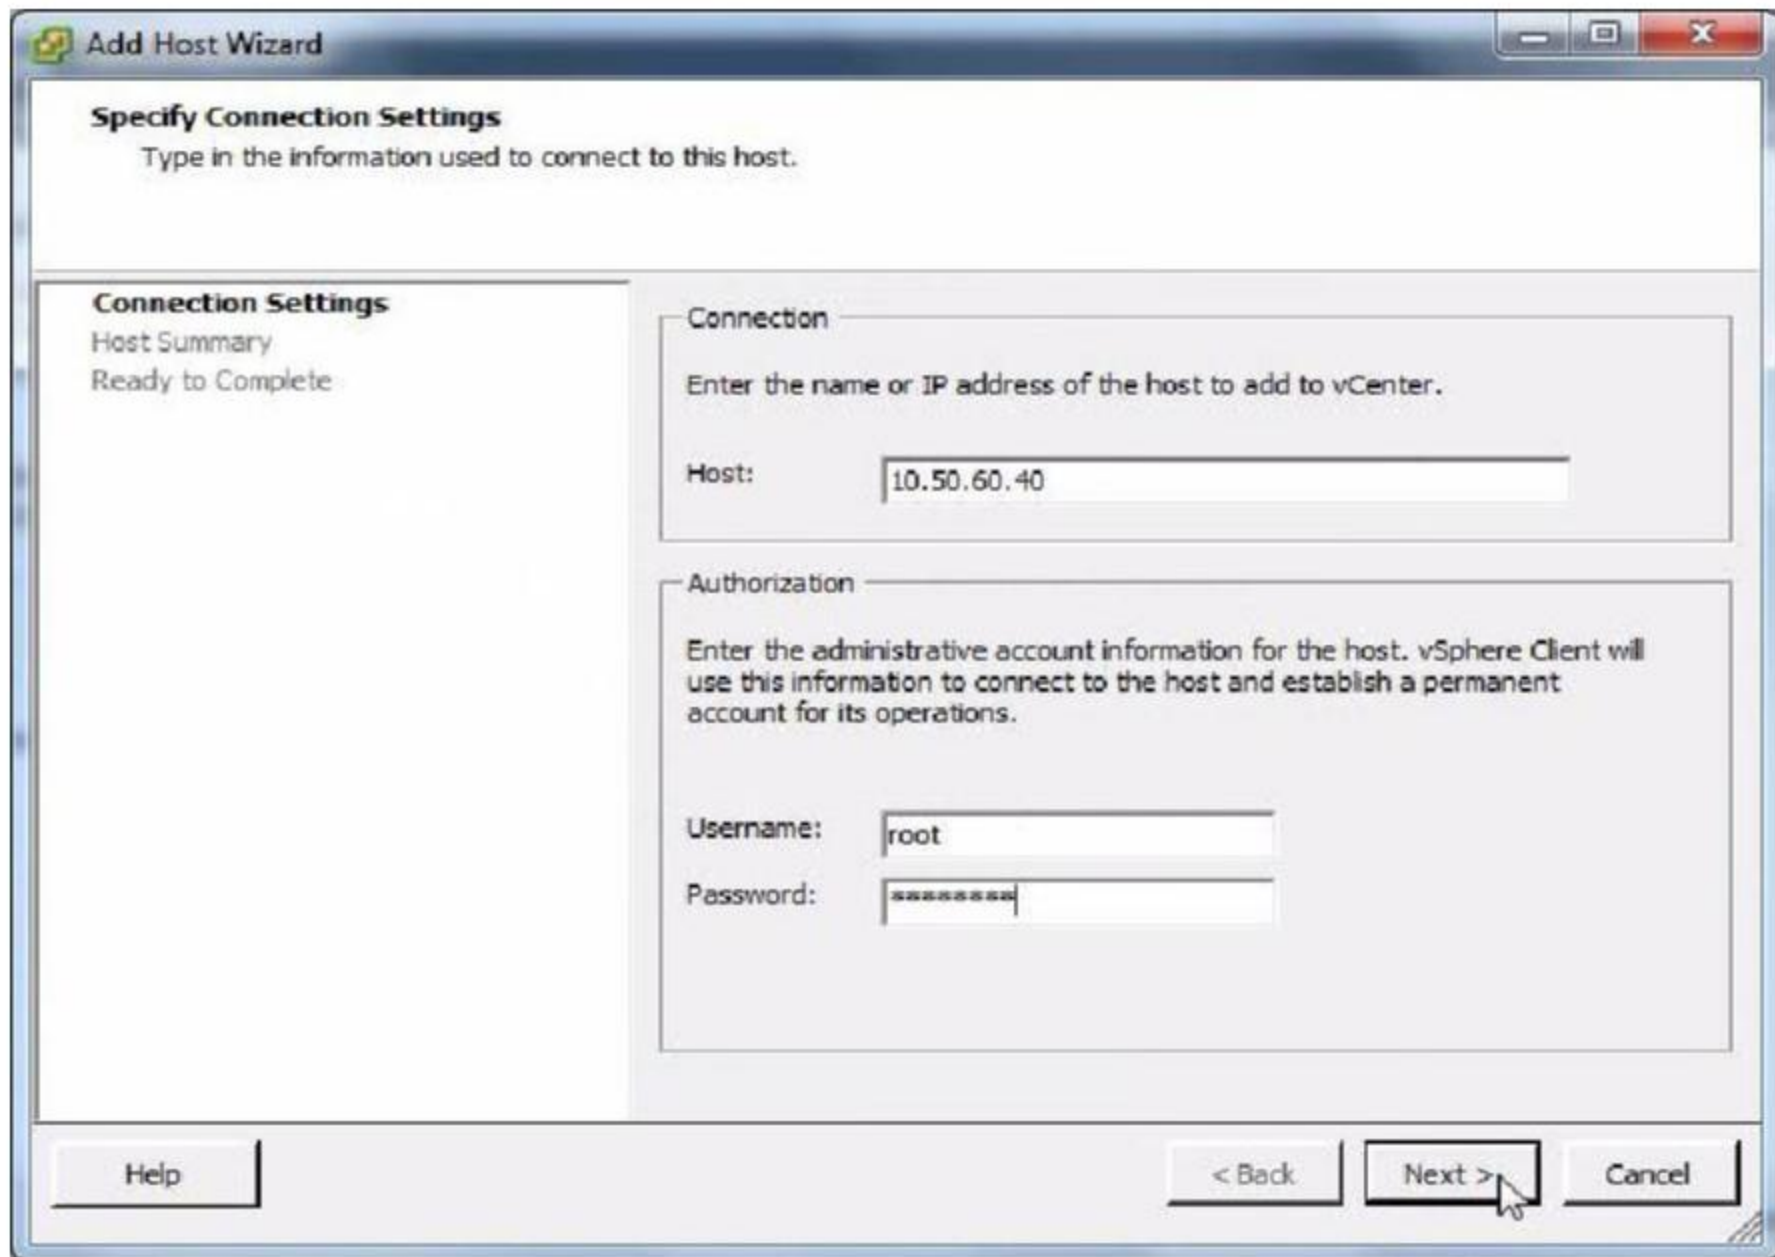 Add Host Wizard
Specify Connection Settings
Type in the information used to connect to this host.
Connection Settings
Host Summary
Ready to Complete
Connection
Enter the name or IP address of the host to add to vCenter.
Host: 10.50.60.40
Authorization
Enter the administrative account information for the host. vSphere Client will
use this information to connect to the host and establish a permanent
account for its operations.
Username: root
Password: ********
Help
< Back
Next >
Cancel